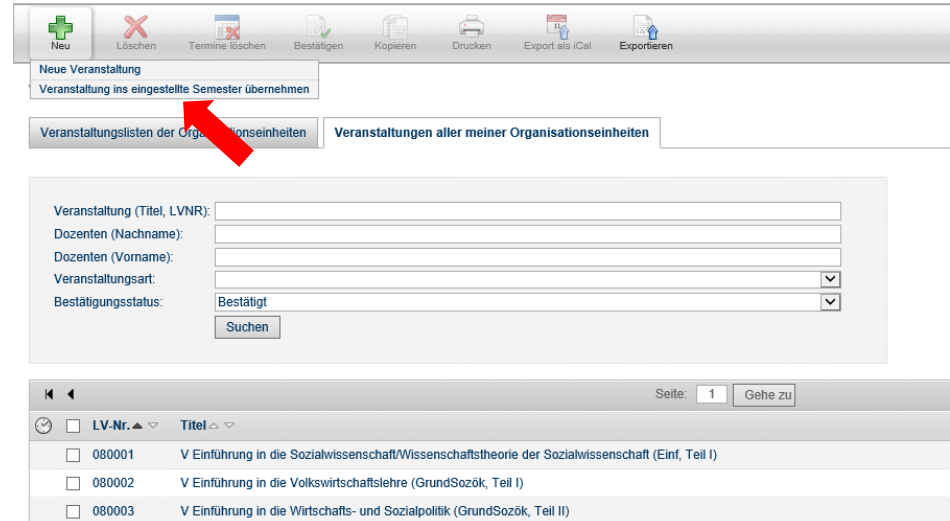 Neu Löschen Termine löschen Bestätigen Kopieren Drucken Export als iCal Exportieren
Neue Veranstaltung
Veranstaltung ins eingestellte Semester übernehmen
Veranstaltungslisten der Organisationseinheiten Veranstaltungen aller meiner Organisationseinheiten
Veranstaltung (Titel, LVNR):
Dozenten (Nachname):
Dozenten (Vorname):
Veranstaltungsart:
Bestätigungsstatus: Bestätigt
Suchen
Seite: 1 Gehe zu
LV-Nr. Titel
080001 V Einführung in die Sozialwissenschaft/Wissenschaftstheorie der Sozialwissenschaft (Einf, Teil I)
080002 V Einführung in die Volkswirtschaftslehre (GrundSozök, Teil I)
080003 V Einführung in die Wirtschafts- und Sozialpolitik (GrundSozök, Teil II)